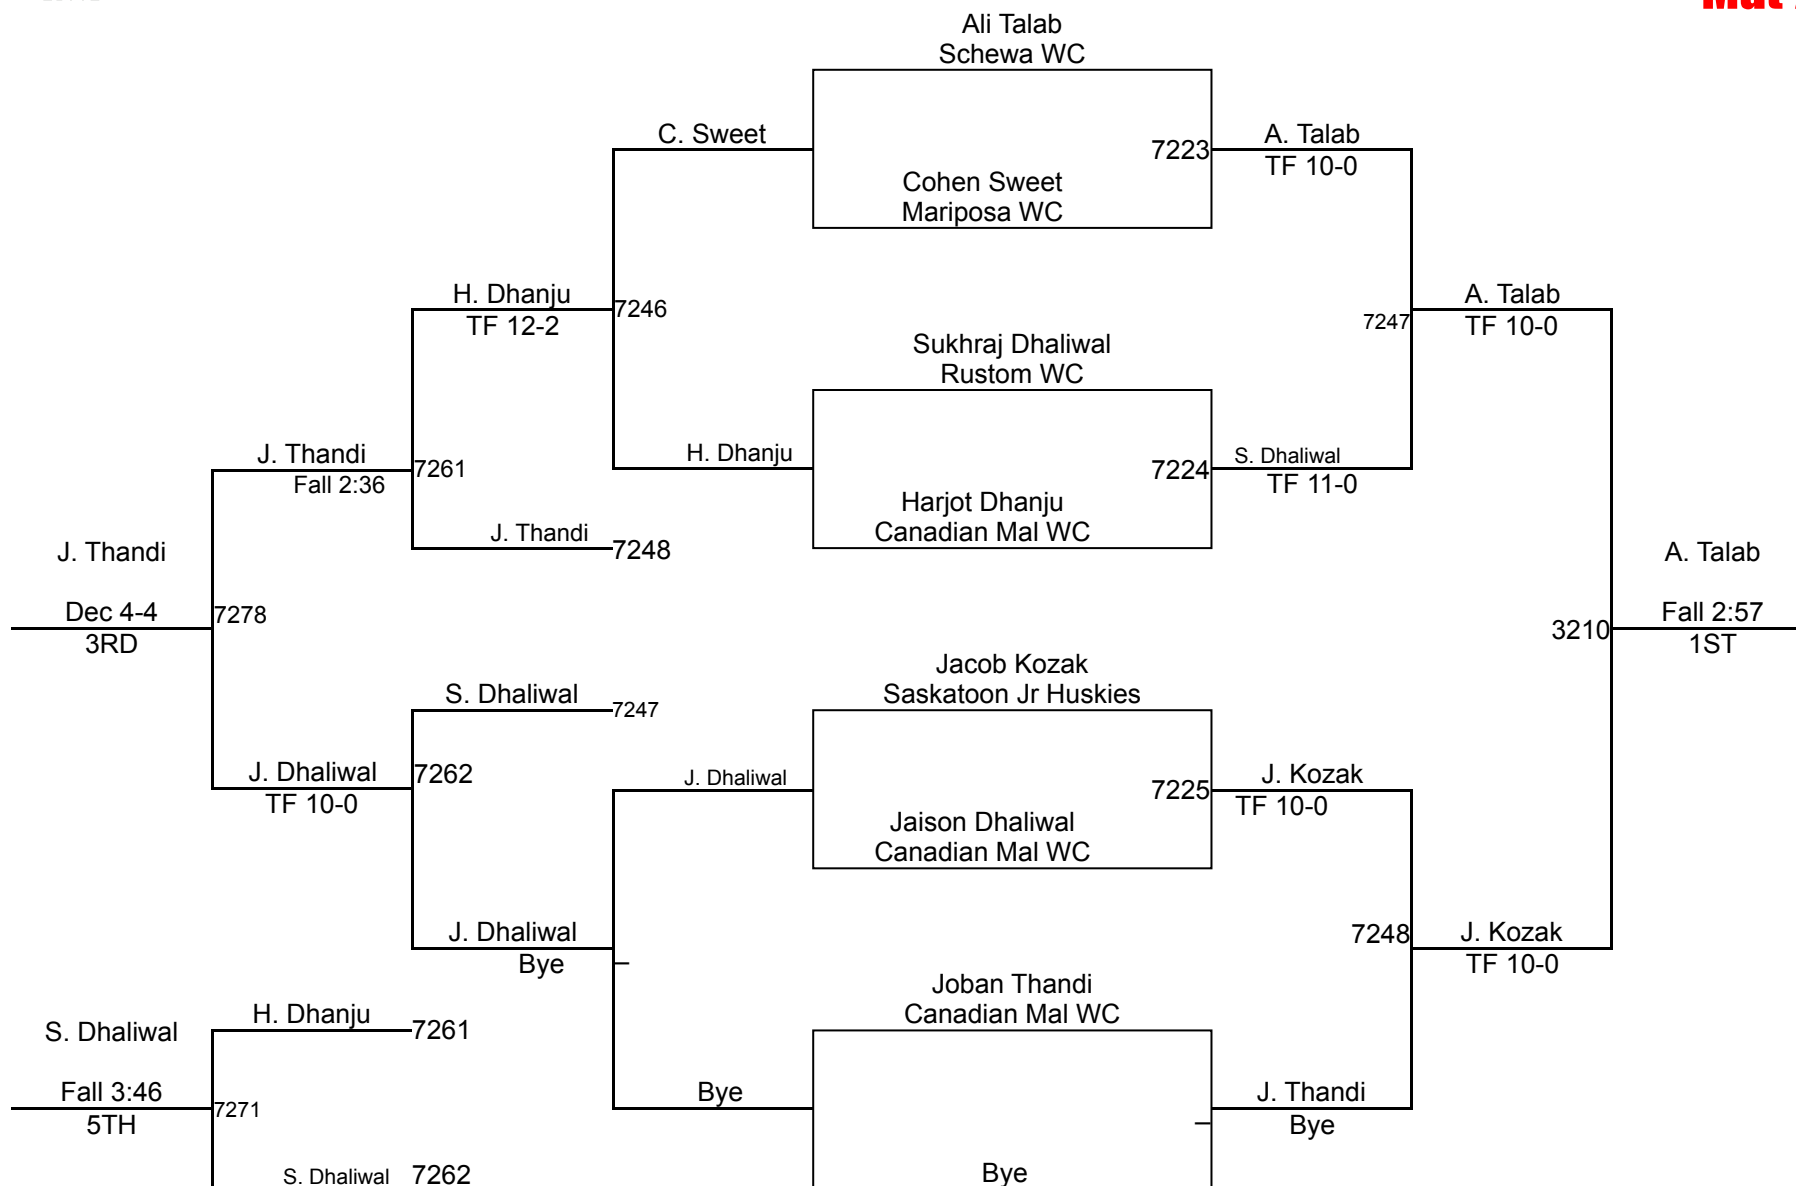 Ali Talab
Schewa WC
C. Sweet
7223
A. Talab
TF 10-0
Cohen Sweet
Mariposa WC
H. Dhanju
TF 12-2
7246
A. Talab
TF 10-0
7247
Sukhraj Dhaliwal
Rustom WC
J. Thandi
Fall 2:36
7261
H. Dhanju
7224
S. Dhaliwal
TF 11-0
Harjot Dhanju
Canadian Mal WC
J. Thandi
7248
J. Thandi
Dec 4-4
3RD
7278
A. Talab
Fall 2:57
1ST
3210
Jacob Kozak
Saskatoon Jr Huskies
S. Dhaliwal
7247
J. Dhaliwal
TF 10-0
7262
J. Dhaliwal
7225
J. Kozak
TF 10-0
Jaison Dhaliwal
Canadian Mal WC
J. Dhaliwal
Bye
7248
J. Kozak
TF 10-0
Joban Thandi
Canadian Mal WC
S. Dhaliwal
Fall 3:46
5TH
H. Dhanju
7261
7271
Bye
J. Thandi
Bye
S. Dhaliwal
7262
Bye